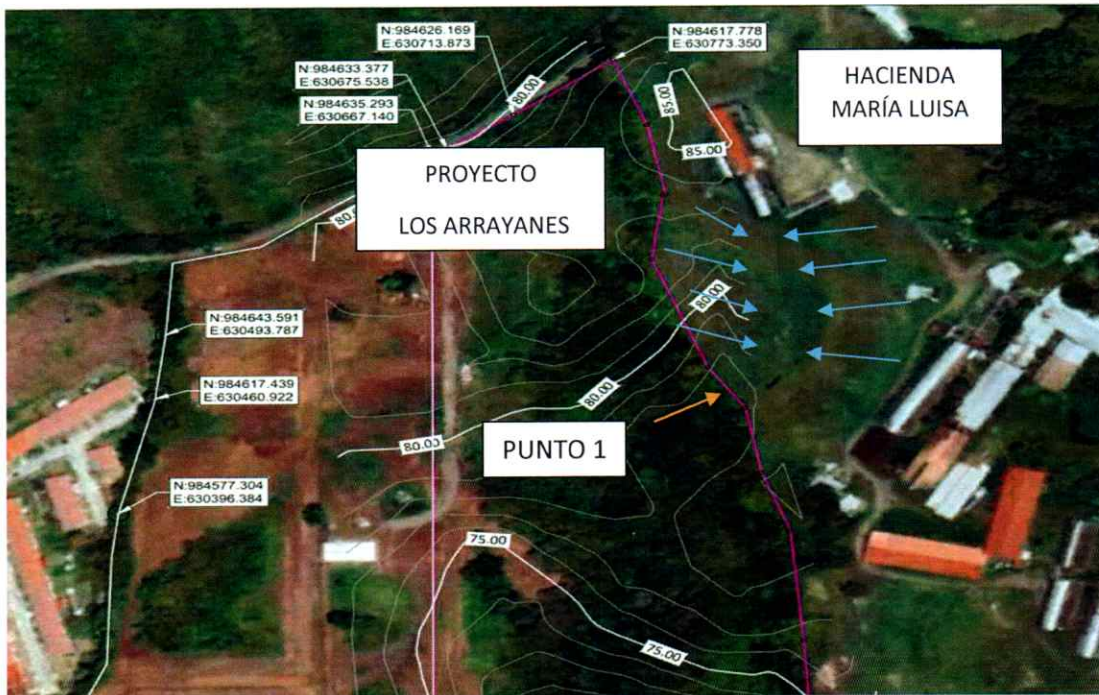 N:984626.169
E:630713.873
N:984617.778
E:630773.350
N:984633.377
E:630675.538
N:984635.293
E:630667.140
80.00
85.00
85.00
HACIENDA
MARÍA LUISA
PROYECTO
LOS ARRAYANES
80.00
N:984643.591
E:630493.787
N:984617.439
E:630460.922
80.00
80.00
PUNTO 1
N:984577.304
E:630396.384
75.00
75.00